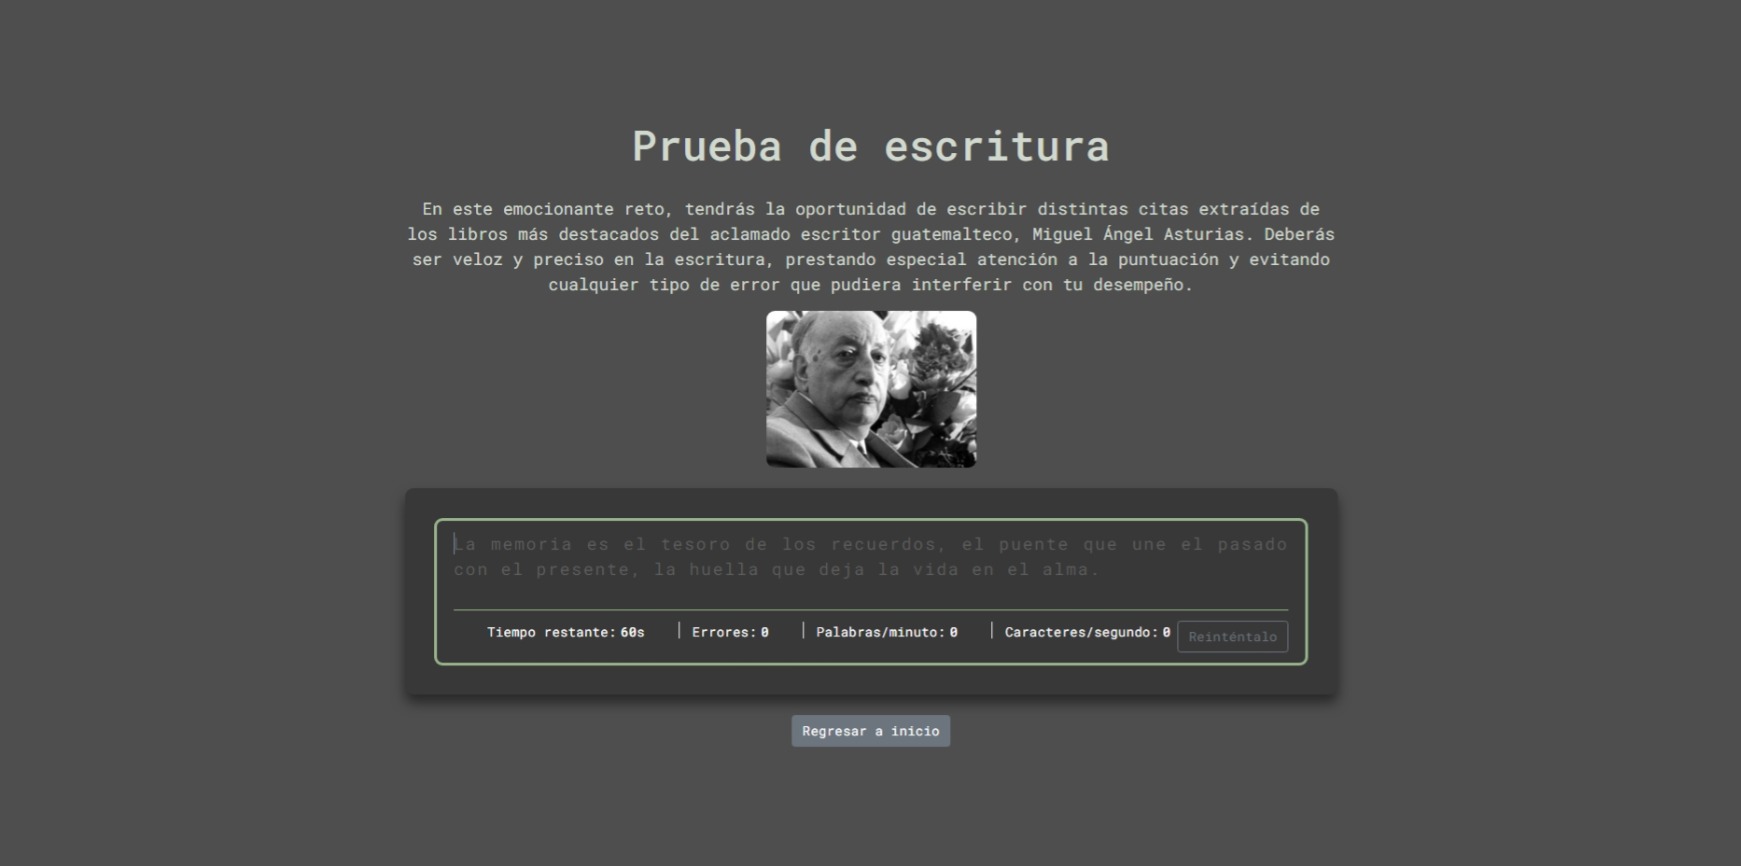 Prueba de escritura
En este emocionante reto, tendrás la oportunidad de escribir distintas citas extraídas de
los libros más destacados del aclamado escritor guatemalteco, Miguel Ángel Asturias. Deberás
ser veloz y preciso en la escritura, prestando especial atención a la puntuación y evitando
cualquier tipo de error que pudiera interferir con tu desempeño.
La memoria es el tesoro de los recuerdos, el puente que une el pasado
con el presente, la huella que deja la vida en el alma.
Tiempo restante: 60s | Errores: 0 | Palabras/minuto: 0 | Caracteres/segundo: 0 Reinténtalo
Regresar a inicio